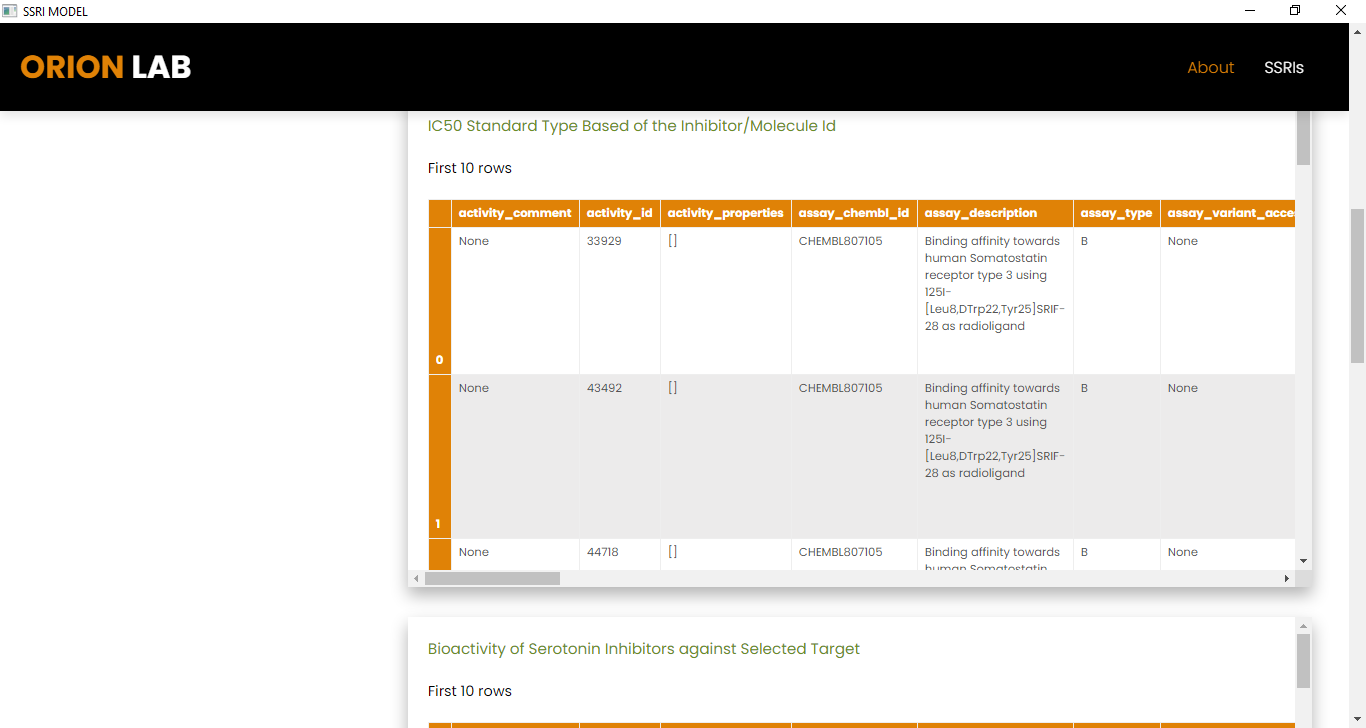 SSRI MODEL
ORION LAB
About SSRIs
IC50 Standard Type Based of the Inhibitor/Molecule Id
First 10 rows
activity_comment activity_id activity_properties assay_chembl_id assay_description assay_type assay_variant_acces
0 None 33929 [] CHEMBL807105 Binding affinity towards
human Somatostatin
receptor type 3 using
125I-
[Leu8,DTrp22,Tyr25]SRIF-
28 as radioligand B None
1 None 43492 [] CHEMBL807105 Binding affinity towards
human Somatostatin
receptor type 3 using
125I-
[Leu8,DTrp22,Tyr25]SRIF-
28 as radioligand B None
None 44718 [] CHEMBL807105 Binding affinity towards
human Somatostatin B None
Bioactivity of Serotonin Inhibitors against Selected Target
First 10 rows